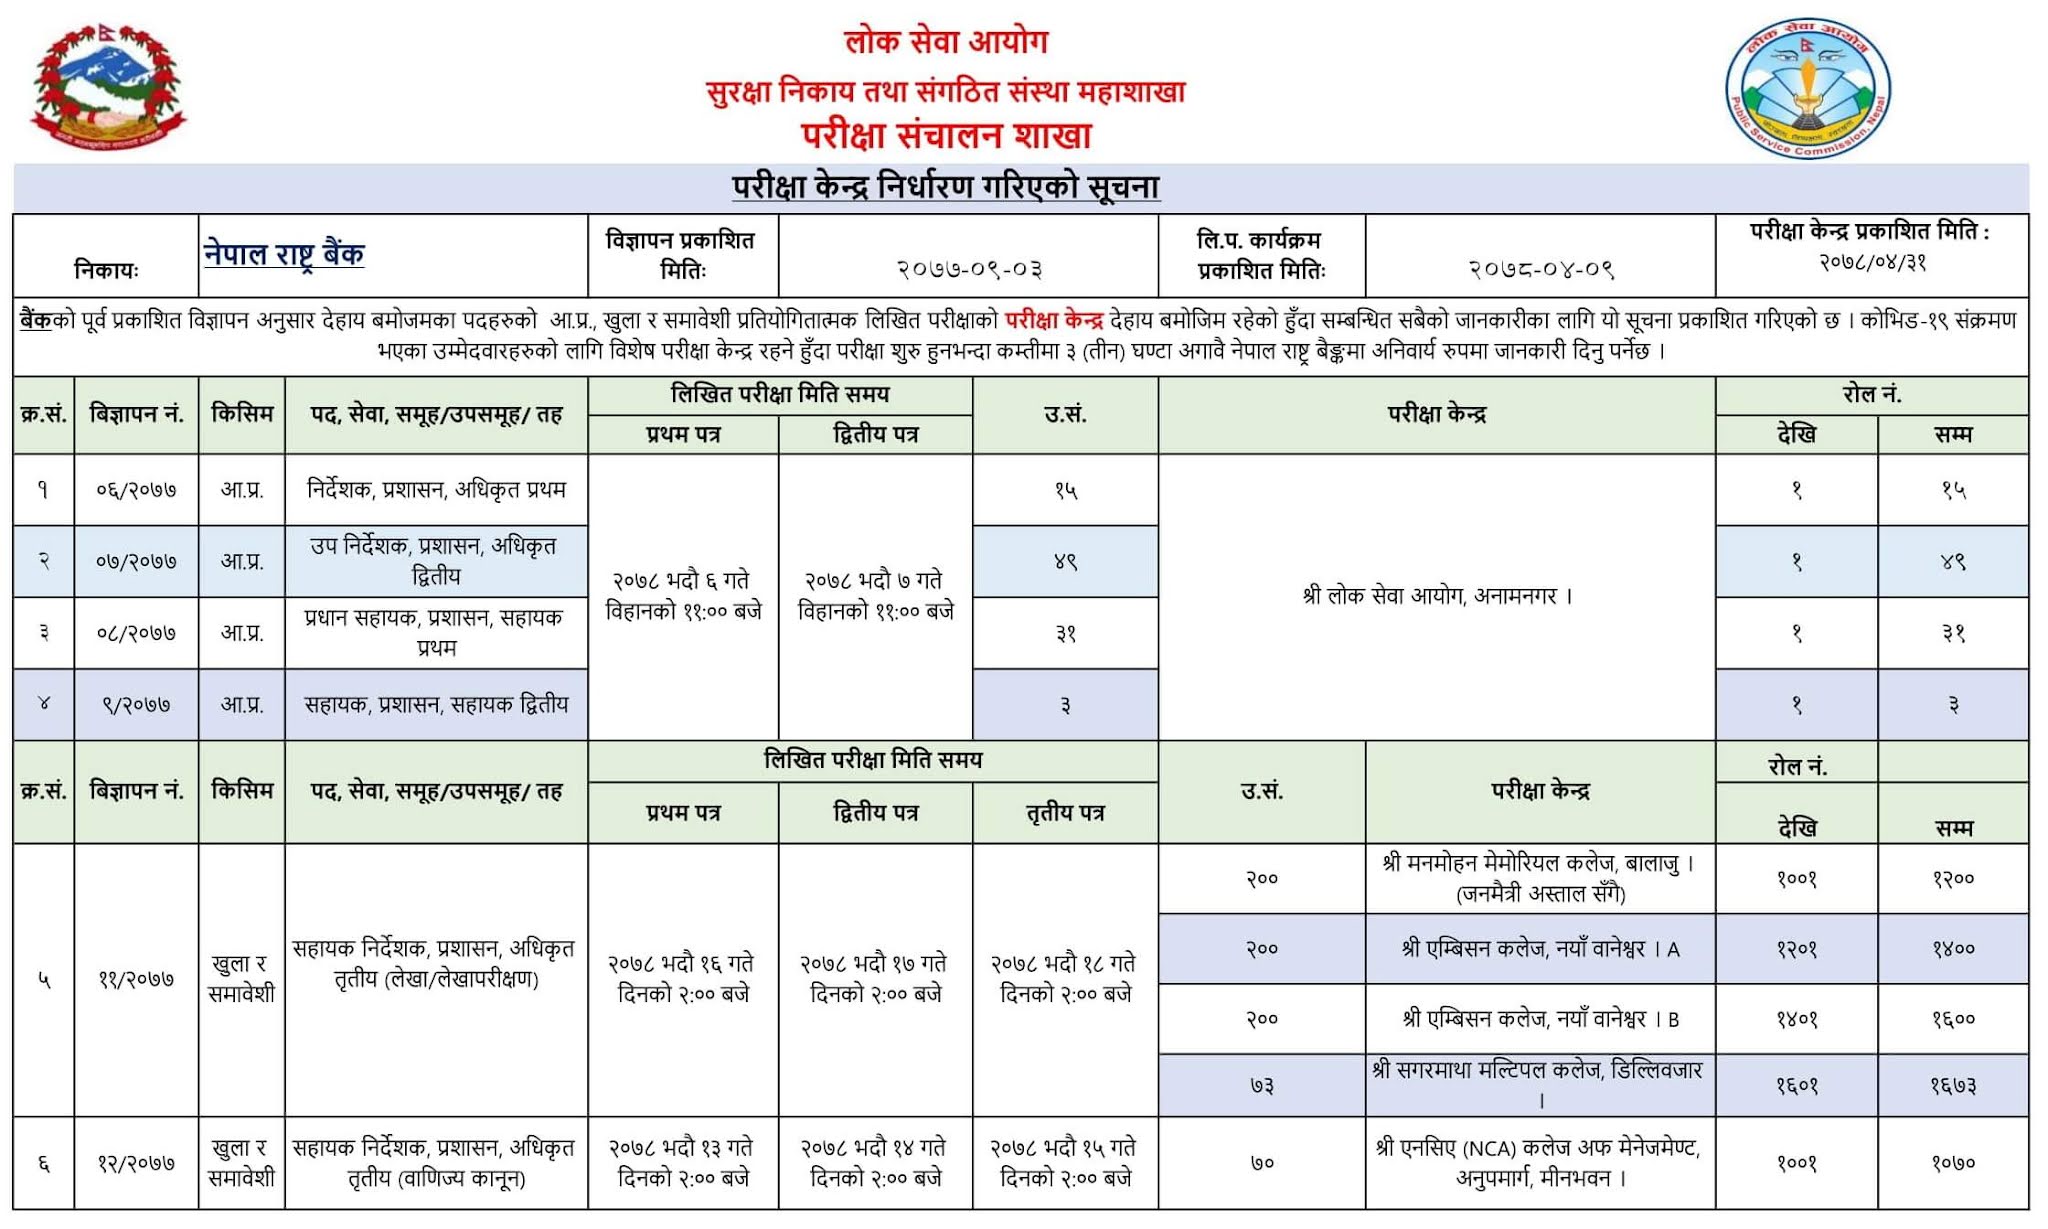 लोक सेवा आयोग
सुरक्षा निकाय तथा संगठित संस्था महाशाखा
परीक्षा संचालन शाखा
लोक सेवा आयोग
Public Service Commission, Nepal
परीक्षा केन्द्र निर्धारण गरिएको सूचना
निकायः नेपाल राष्ट्र बैंक विज्ञापन प्रकाशित मितिः २०७७-०९-०३ लि.प. कार्यक्रम प्रकाशित मितिः २०७८-०४-०९ परीक्षा केन्द्र प्रकाशित मिति : २०७८/०४/३१
बैंकको पूर्व प्रकाशित विज्ञापन अनुसार देहाय बमोजमका पदहरुको आ.प्र., खुला र समावेशी प्रतियोगितात्मक लिखित परीक्षाको परीक्षा केन्द्र देहाय बमोजिम रहेको हुँदा सम्बन्धित सबैको जानकारीका लागि यो सूचना प्रकाशित गरिएको छ । कोभिड-१९ संक्रमण
भएका उम्मेदवारहरुको लागि विशेष परीक्षा केन्द्र रहने हुँदा परीक्षा शुरु हुनभन्दा कम्तीमा ३ (तीन) घण्टा अगावै नेपाल राष्ट्र बैङ्कमा अनिवार्य रुपमा जानकारी दिनु पर्नेछ ।
क्र.सं. बिज्ञापन नं. किसिम पद, सेवा, समूह/उपसमूह/ तह लिखित परीक्षा मिति समय उ.सं. परीक्षा केन्द्र रोल नं.
प्रथम पत्र द्वितीय पत्र देखि सम्म
१ ०६/२०७७ आ.प्र. निर्देशक, प्रशासन, अधिकृत प्रथम १५ १ १५
२ ०७/२०७७ आ.प्र. उप निर्देशक, प्रशासन, अधिकृत द्वितीय ४९ १ ४९
२०७८ भदौ ६ गते विहानको ११:०० बजे २०७८ भदौ ७ गते विहानको ११:०० बजे श्री लोक सेवा आयोग, अनामनगर ।
३ ०८/२०७७ आ.प्र. प्रधान सहायक, प्रशासन, सहायक प्रथम ३१ १ ३१
४ ९/२०७७ आ.प्र. सहायक, प्रशासन, सहायक द्वितीय ३ १ ३
क्र.सं. बिज्ञापन नं. किसिम पद, सेवा, समूह/उपसमूह/ तह लिखित परीक्षा मिति समय उ.सं. परीक्षा केन्द्र रोल नं.
प्रथम पत्र द्वितीय पत्र तृतीय पत्र देखि सम्म
२०० श्री मनमोहन मेमोरियल कलेज, बालाजु । (जनमैत्री अस्ताल सँगै) १००१ १२००
२०० श्री एम्बिसन कलेज, नयाँ वानेश्वर । A १२०१ १४००
५ ११/२०७७ खुला र समावेशी सहायक निर्देशक, प्रशासन, अधिकृत तृतीय (लेखा/लेखापरीक्षण) २०७८ भदौ १६ गते दिनको २:०० बजे २०७८ भदौ १७ गते दिनको २:०० बजे २०७८ भदौ १८ गते दिनको २:०० बजे
२०० श्री एम्बिसन कलेज, नयाँ वानेश्वर । B १४०१ १६००
७३ श्री सगरमाथा मल्टिपल कलेज, डिल्लिवजार । १६०१ १६७३
६ १२/२०७७ खुला र समावेशी सहायक निर्देशक, प्रशासन, अधिकृत तृतीय (वाणिज्य कानून) २०७८ भदौ १३ गते दिनको २:०० बजे २०७८ भदौ १४ गते दिनको २:०० बजे २०७८ भदौ १५ गते दिनको २:०० बजे ७० श्री एनसिए (NCA) कलेज अफ मेनेजमेण्ट, अनुपमार्ग, मीनभवन । १००१ १०७०